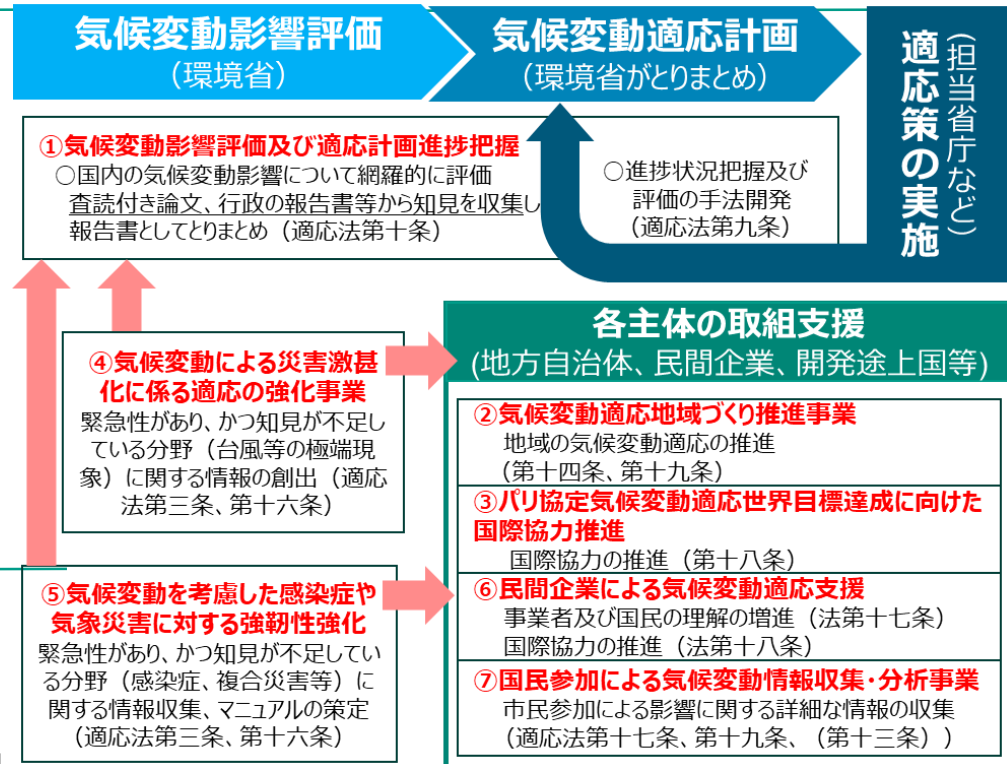 気候変動影響評価
（環境省）
気候変動適応計画
（環境省がとりまとめ）
適応策の実施
（担当省庁など）
①気候変動影響評価及び適応計画進捗把握
○国内の気候変動影響について網羅的に評価
査読付き論文、行政の報告書等から知見を収集し
報告書としてとりまとめ（適応法第十条）
○進捗状況把握及び
評価の手法開発
（適応法第九条）
④気候変動による災害激甚
化に係る適応の強化事業
緊急性があり、かつ知見が不足し
ている分野（台風等の極端現
象）に関する情報の創出（適応
法第三条、第十六条）
⑤気候変動を考慮した感染症や
気象災害に対する強靭性強化
緊急性があり、かつ知見が不足してい
る分野（感染症、複合災害等）に
関する情報収集、マニュアルの策定
（適応法第三条、第十六条）
各主体の取組支援
(地方自治体、民間企業、開発途上国等)
②気候変動適応地域づくり推進事業
地域の気候変動適応の推進
（第十四条、第十九条）
③パリ協定気候変動適応世界目標達成に向けた
国際協力推進
国際協力の推進（第十八条）
⑥民間企業による気候変動適応支援
事業者及び国民の理解の増進（法第十七条）
国際協力の推進（法第十八条）
⑦国民参加による気候変動情報収集・分析事業
市民参加による影響に関する詳細な情報の収集
（適応法第十七条、第十九条、（第十三条））